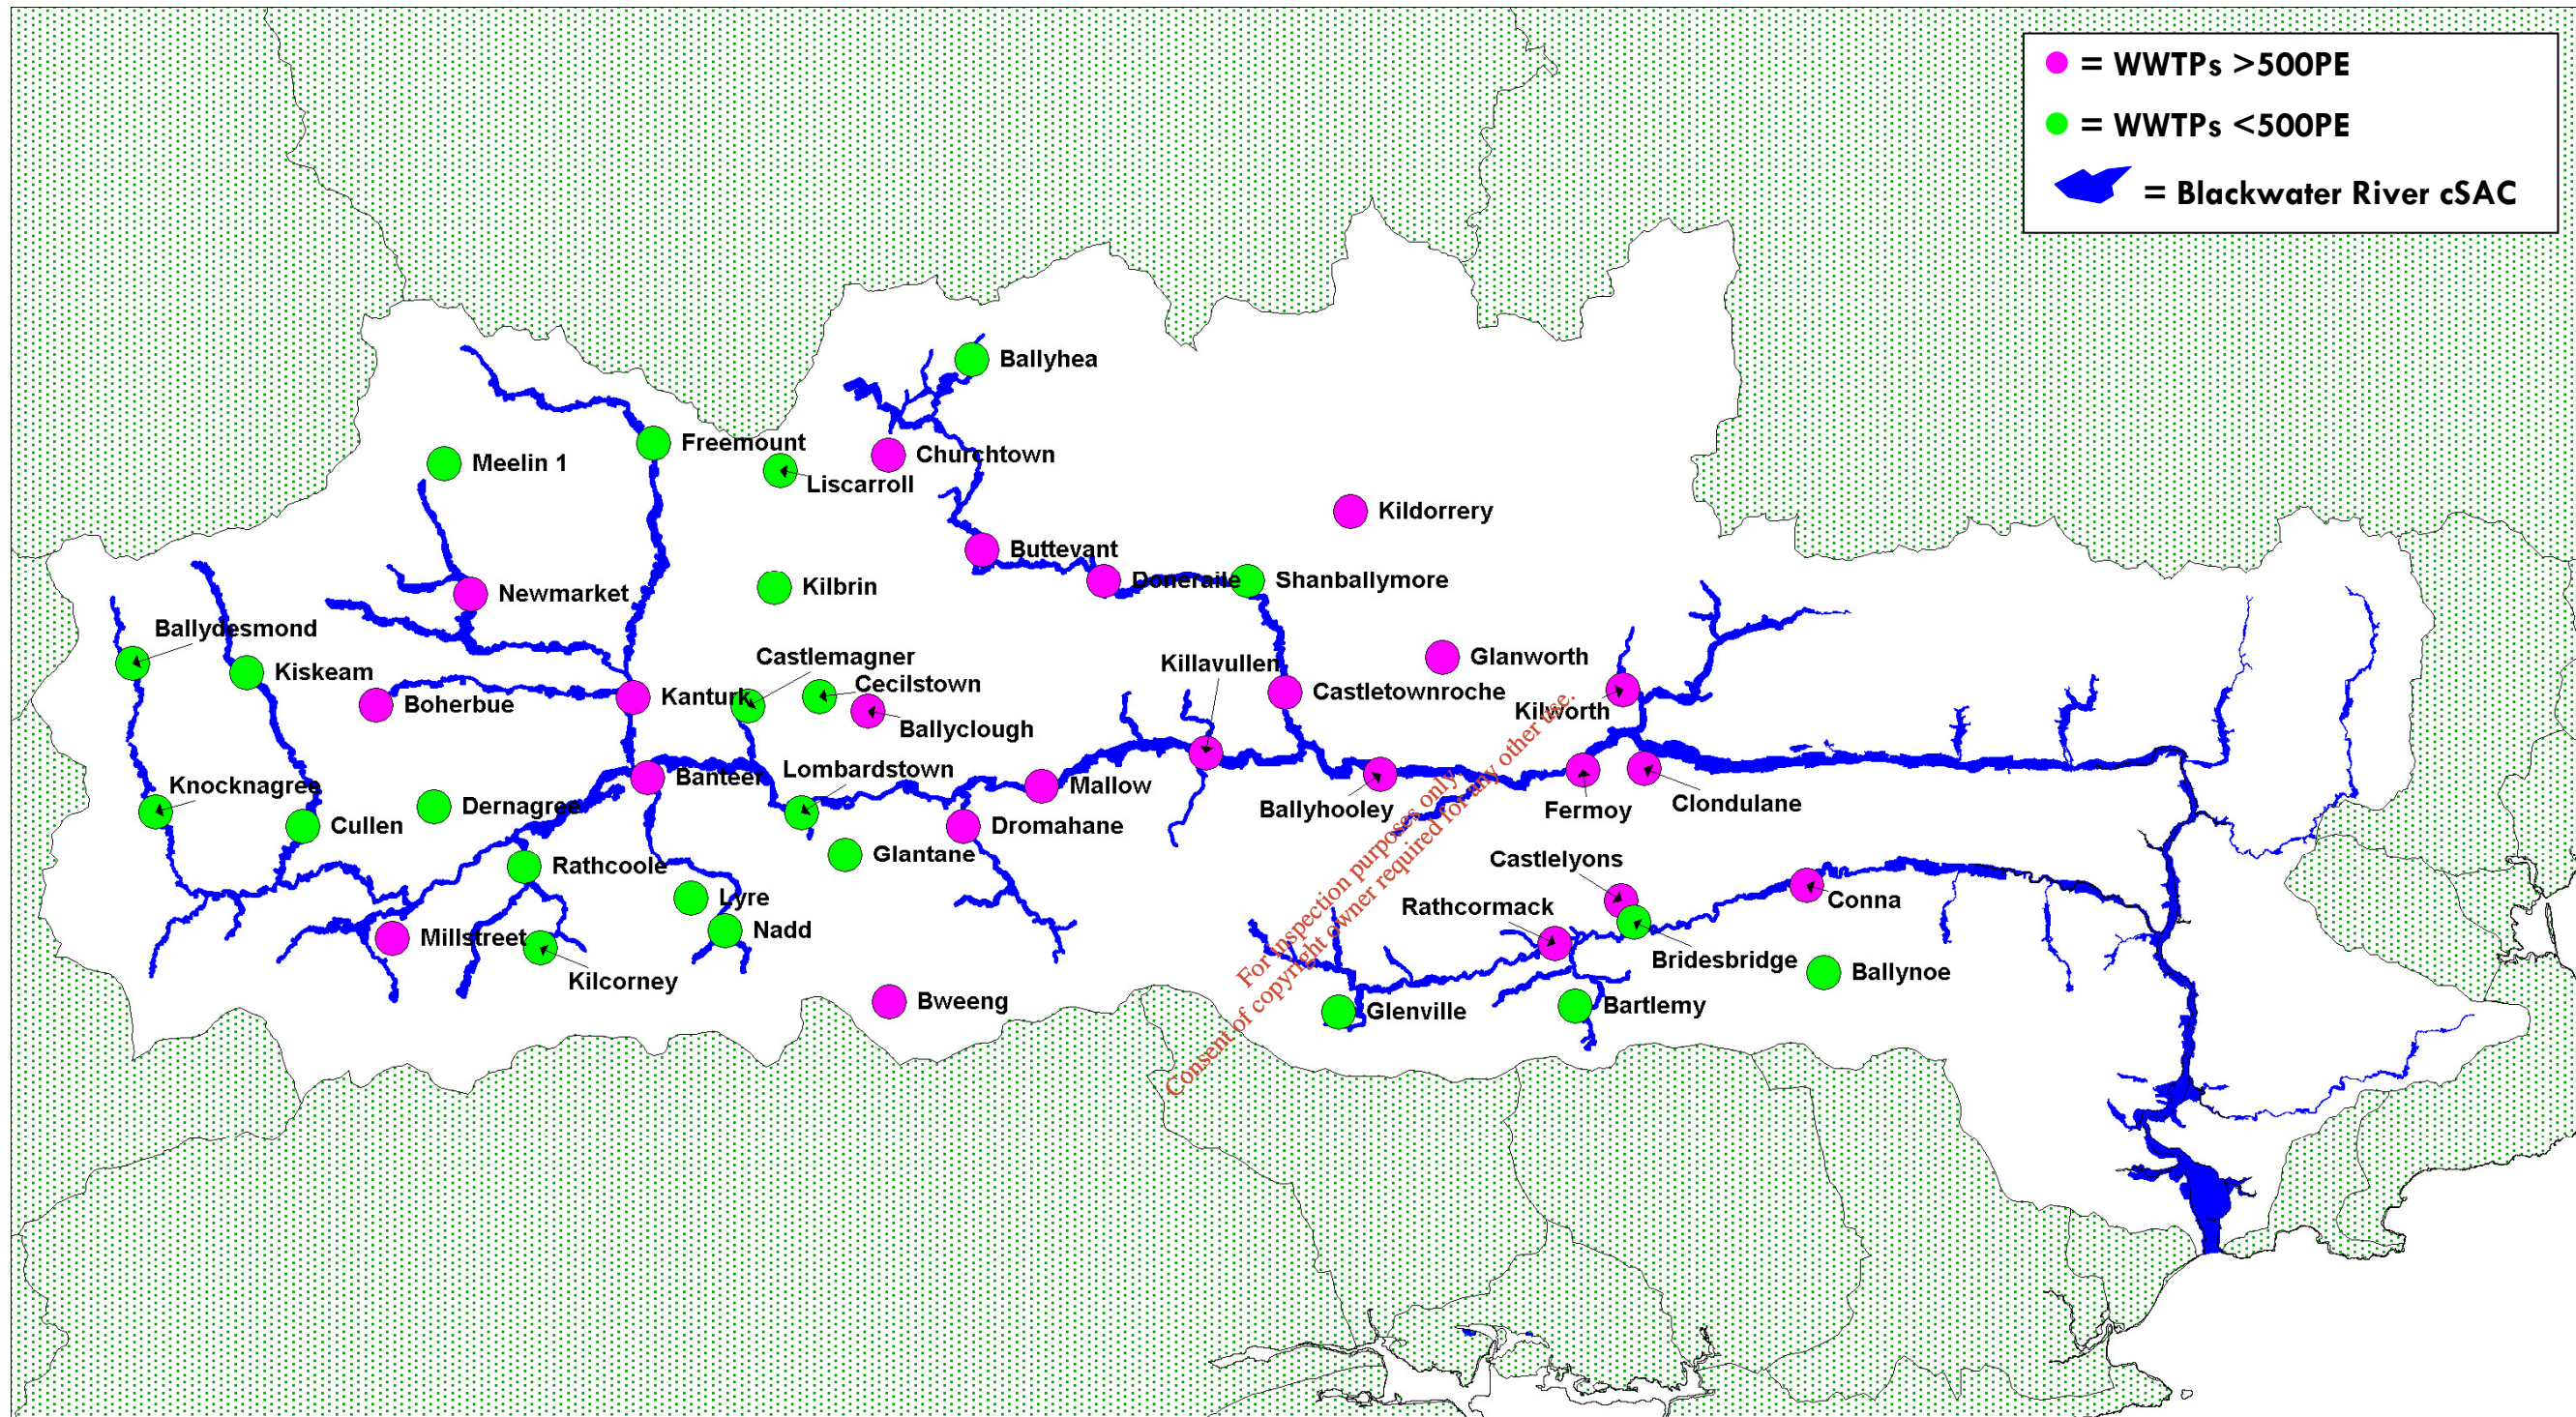 = WWTPs >500PE
= WWTPs <500PE
= Blackwater River cSAC
Ballyhea
Freemount
Churchtown
Meelin 1
Liscarroll
Kildorrery
Buttevant
Doneraile
Shanballymore
Kilbrin
Newmarket
Ballydesmond
Castlemagner
Killavullen
Glanworth
Kiskeam
Cecilstown
Castletownroche
Kanturk
Boherbue
Kilworth
Ballyclough
Banteer
Lombardstown
Knocknagree
Mallow
Dernagree
Ballyhooley
Clondulane
Fermoy
Cullen
Dromahane
Glantane
Castlelyons
Rathcoole
Lyre
Conna
Rathcormack
Nadd
Millstreet
Bridesbridge
Ballynoe
Kilcorney
Bweeng
Glenville
Bartlemy
For inspection purposes only.
Consent of copyright owner required for any other use.